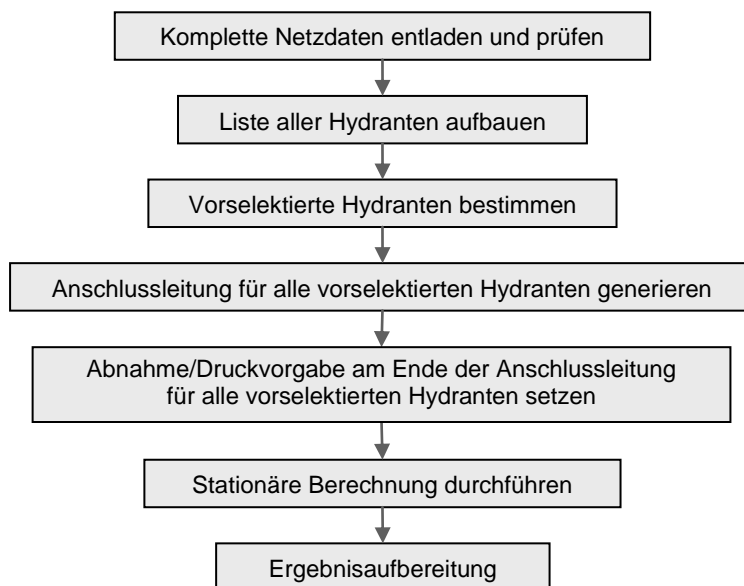 Komplette Netzdaten entladen und prüfen
Liste aller Hydranten aufbauen
Vorselektierte Hydranten bestimmen
Anschlussleitung für alle vorselektierten Hydranten generieren
Abnahme/Druckvorgabe am Ende der Anschlussleitung
für alle vorselektierten Hydranten setzen
Stationäre Berechnung durchführen
Ergebnisaufbereitung